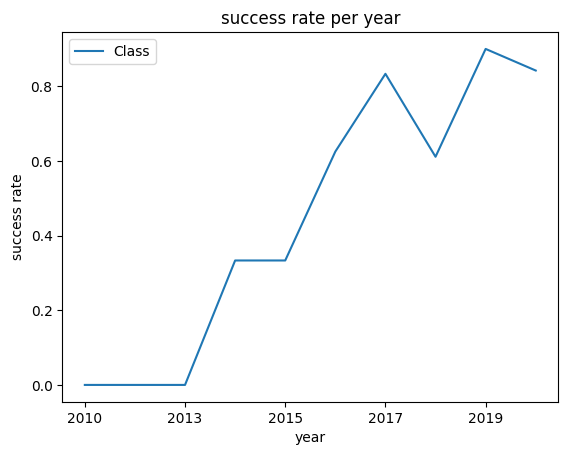 success rate per year
Class
success rate
0.8
0.6
0.4
0.2
0.0
2010 2013 2015 2017 2019
year